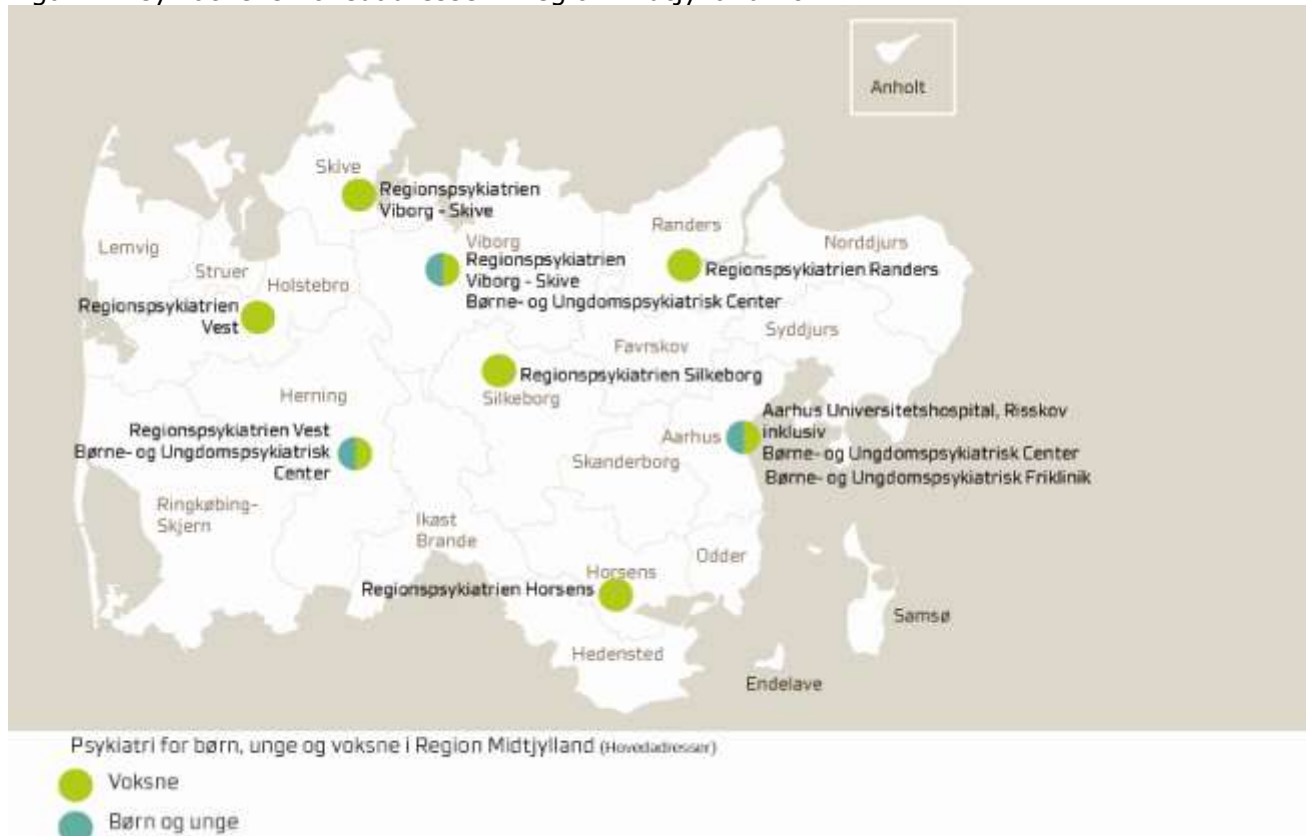 Anholt
Skive
Regionspsykiatrien
Viborg - Skive
Lemvig
Struer
Holstebro
Viborg
Regionspsykiatrien
Viborg - Skive
Børne- og Ungdomspsykiatrisk Center
Randers
Norddjurs
Regionspsykiatrien Randers
Regionspsykiatrien
Vest
Syddjurs
Favrskov
Regionspsykiatrien Silkeborg
Silkeborg
Herning
Regionspsykiatrien Vest
Børne- og Ungdomspsykiatrisk
Center
Aarhus
Aarhus Universitetshospital, Risskov
inklusiv
Børne- og Ungdomspsykiatrisk Center
Børne- og Ungdomspsykiatrisk Friklinik
Skanderborg
Ringkøbing-
Skjern
Ikast
Brande
Odder
Horsens
Regionspsykiatrien Horsens
Samsø
Hedensted
Endelave
Psykiatri for børn, unge og voksne i Region Midtjylland (Hovedadresser)
Voksne
Børn og unge